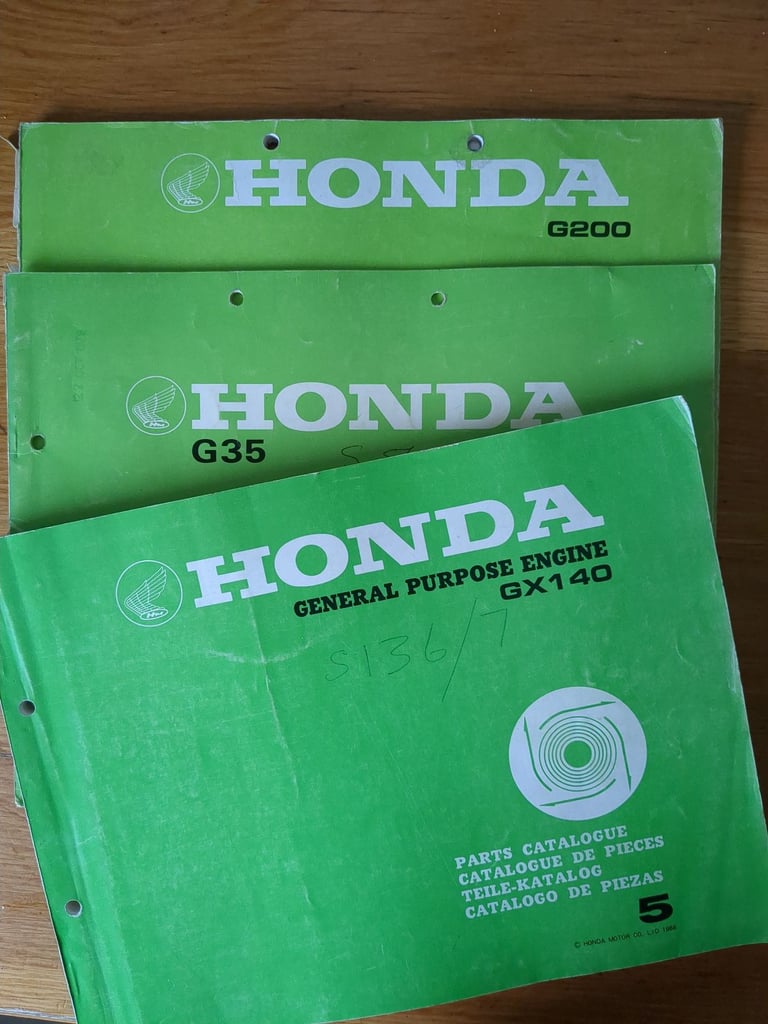 HONDA
G200
HONDA
G35
HONDA
GENERAL PURPOSE ENGINE
GX140
S136/7
PARTS CATALOGUE
CATALOGUE DE PIECES
TEILE-KATALOG
CATALOGO DE PIEZAS
5
© HONDA MOTOR CO., LTD 1988